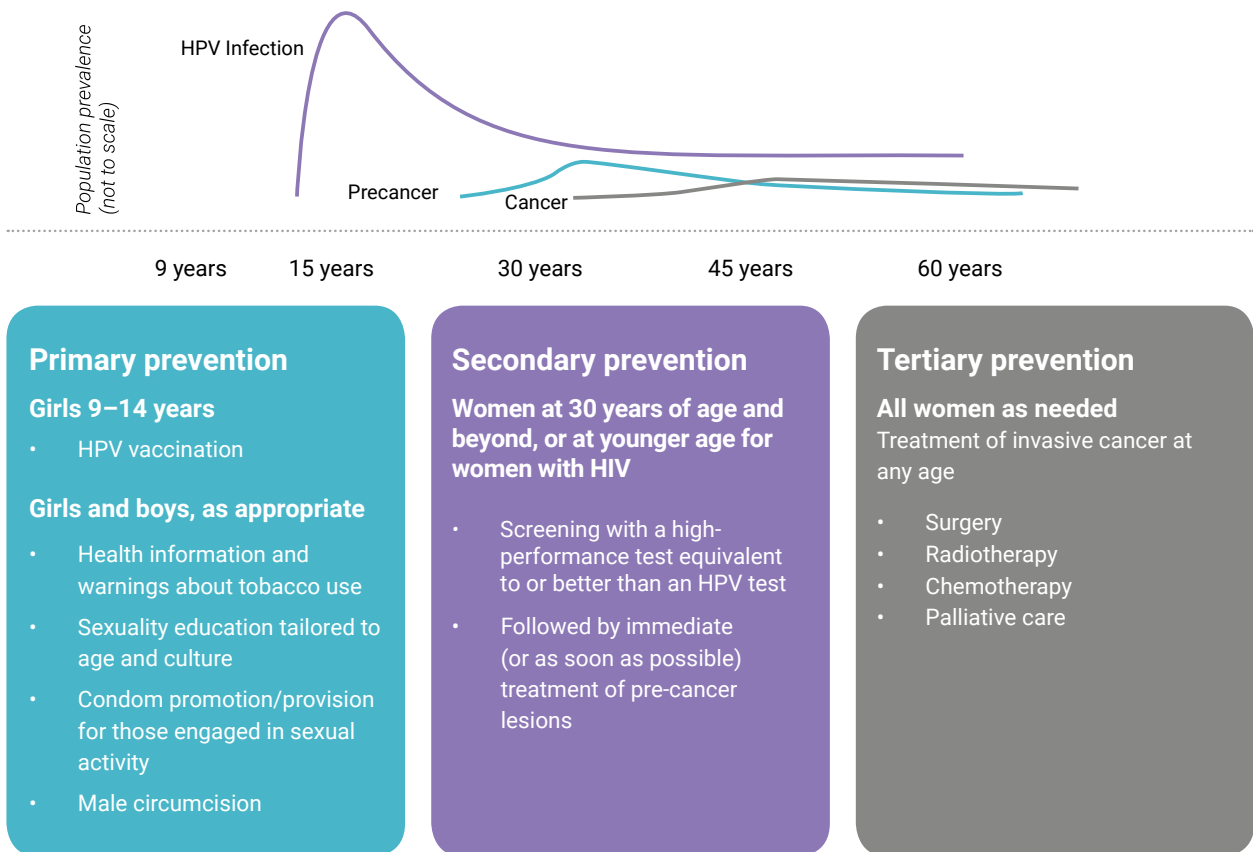 Population prevalence
(not to scale)
HPV Infection
Precancer
Cancer
9 years
15 years
30 years
45 years
60 years
Primary prevention
Girls 9–14 years
• HPV vaccination
Girls and boys, as appropriate
• Health information and
warnings about tobacco use
• Sexuality education tailored to
age and culture
• Condom promotion/provision
for those engaged in sexual
activity
• Male circumcision
Secondary prevention
Women at 30 years of age and
beyond, or at younger age for
women with HIV
• Screening with a high-
performance test equivalent
to or better than an HPV test
• Followed by immediate
(or as soon as possible)
treatment of pre-cancer
lesions
Tertiary prevention
All women as needed
Treatment of invasive cancer at
any age
• Surgery
• Radiotherapy
• Chemotherapy
• Palliative care